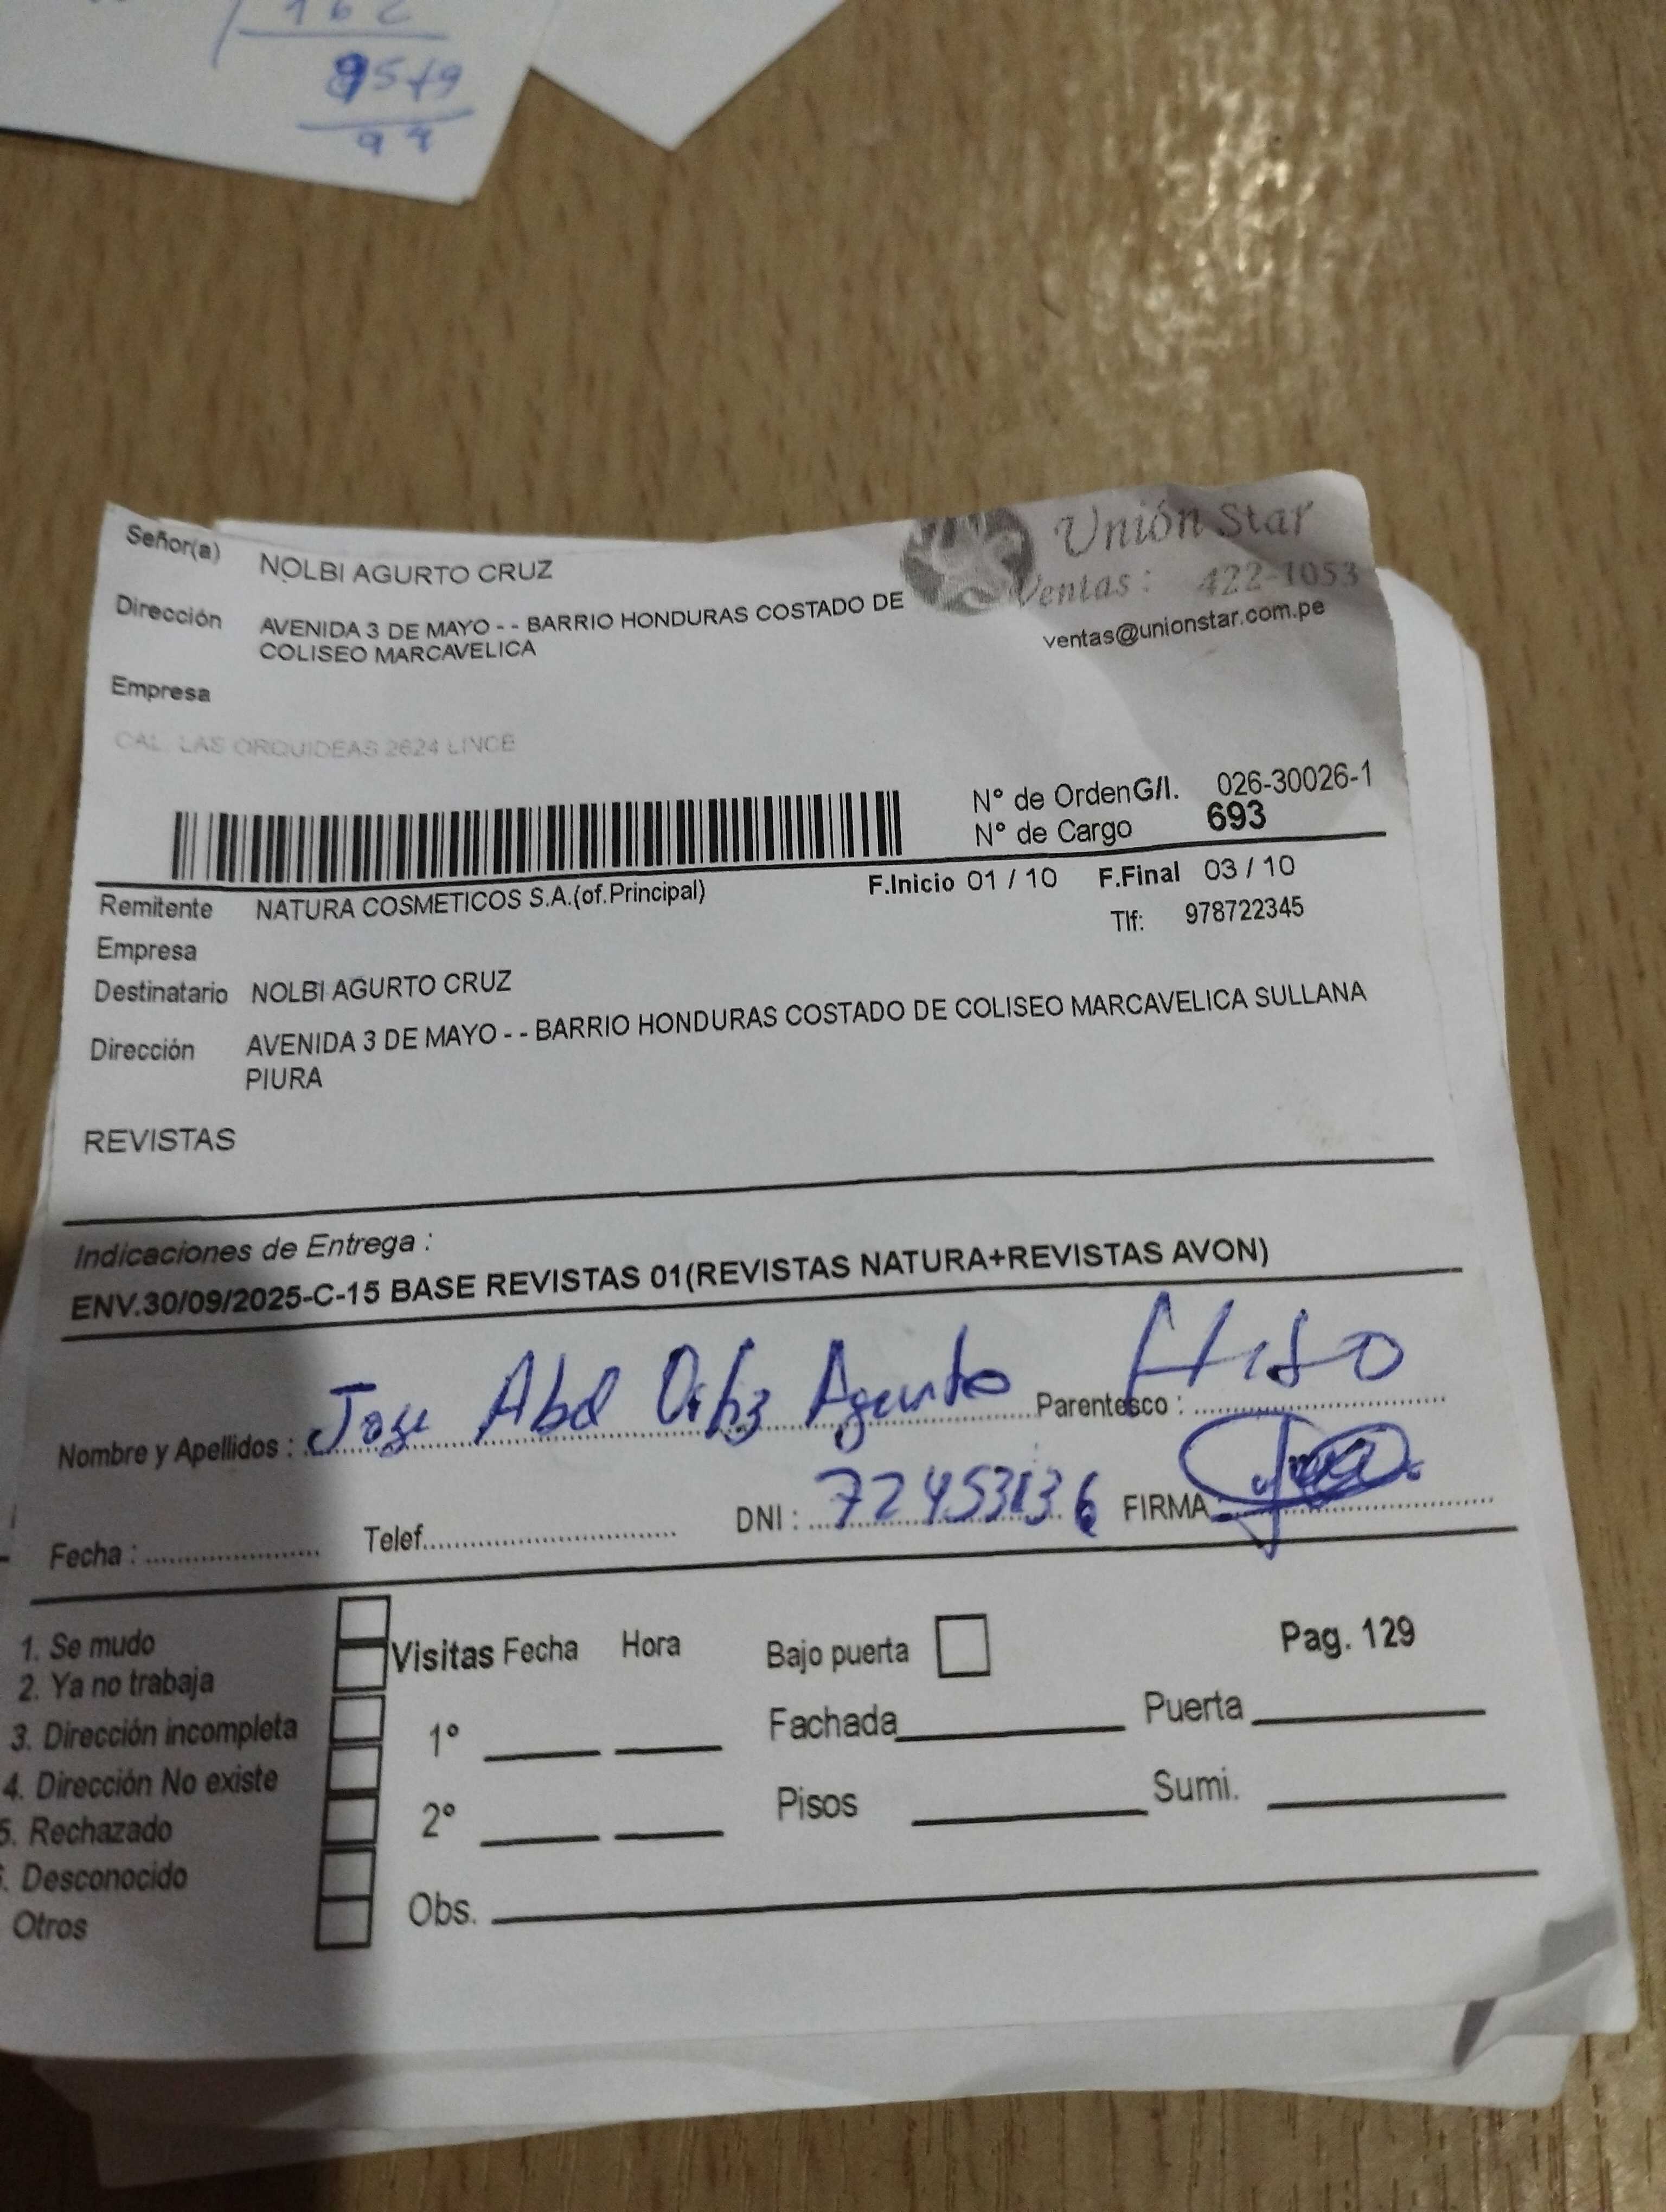 162
9579
94
Señor(a) NOLBI AGURTO CRUZ
Unión Star
Ventas : 422-1053
ventas@unionstar.com.pe
Dirección AVENIDA 3 DE MAYO - - BARRIO HONDURAS COSTADO DE
COLISEO MARCAVELICA
Empresa
CAL. LAS ORQUIDEAS 2624 LINCE
N° de OrdenG/I. 026-30026-1
N° de Cargo 693
F.Inicio 01 / 10 F.Final 03 / 10
Remitente NATURA COSMETICOS S.A.(of.Principal)
Tlf: 978722345
Empresa
Destinatario NOLBI AGURTO CRUZ
Dirección AVENIDA 3 DE MAYO - - BARRIO HONDURAS COSTADO DE COLISEO MARCAVELICA SULLANA
PIURA
REVISTAS
Indicaciones de Entrega :
ENV.30/09/2025-C-15 BASE REVISTAS 01(REVISTAS NATURA+REVISTAS AVON)
Nombre y Apellidos : Jose Abel Ortiz Agurto Parentesco : HIJO
Fecha : Telef. DNI : FIRMA
1. Se mudo
2. Ya no trabaja
3. Dirección incompleta
4. Dirección No existe
5. Rechazado
. Desconocido
Otros
Visitas Fecha Hora Bajo puerta Pag. 129
1° Fachada Puerta
2° Pisos Sumi.
Obs.